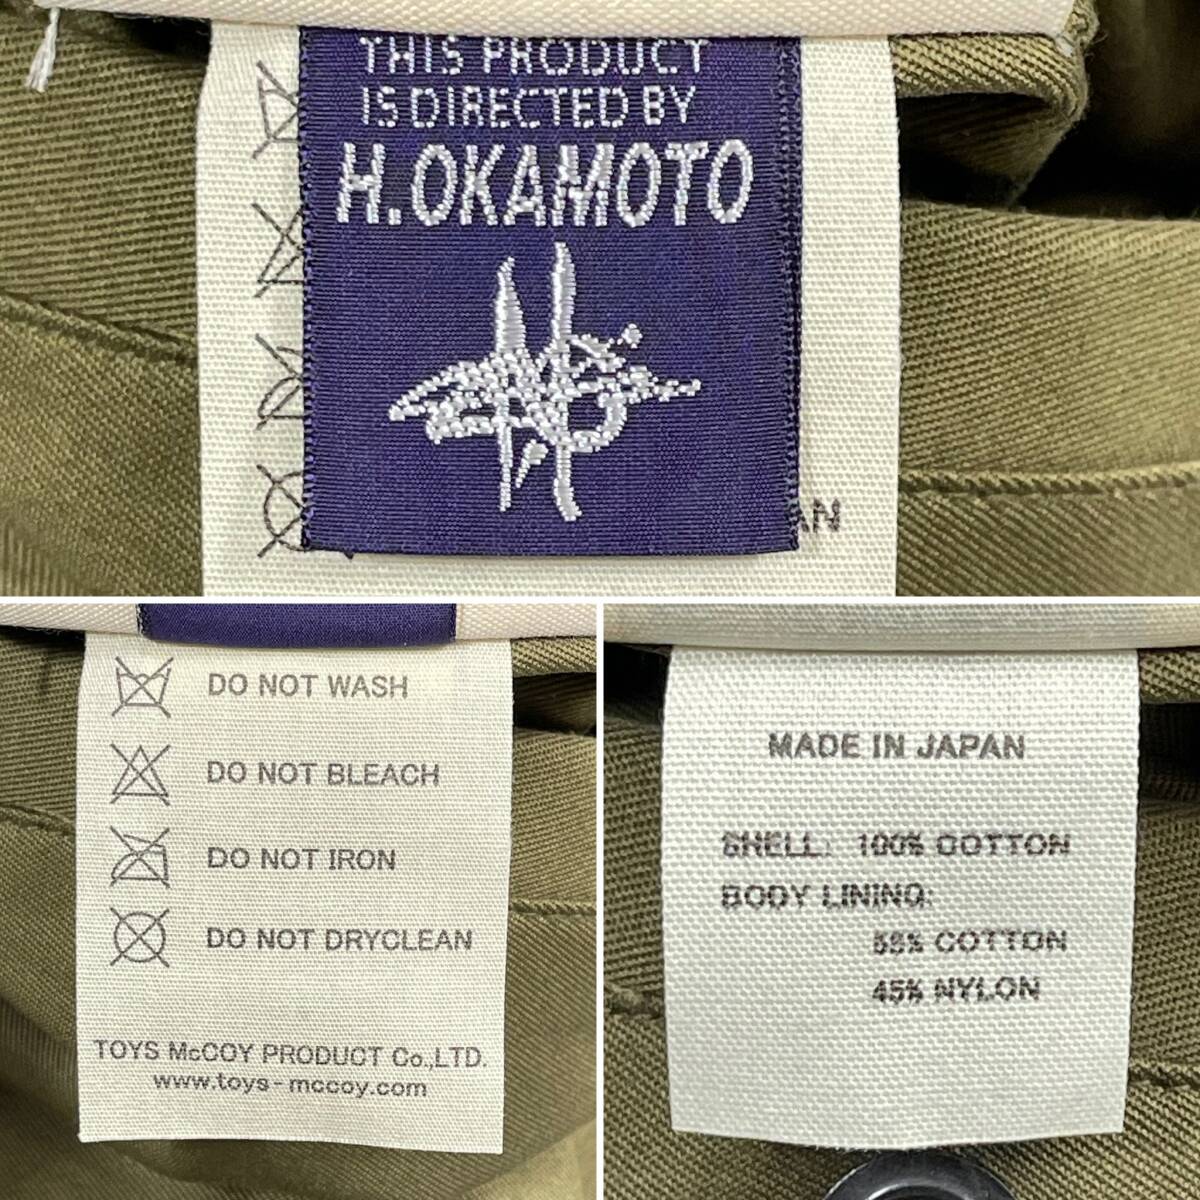 THIS PRODUCT
IS DIRECTED BY
H.OKAMOTO
AN
DO NOT WASH
DO NOT BLEACH
DO NOT IRON
DO NOT DRYCLEAN
TOYS McCOY PRODUCT Co.,LTD.
www.toys-mccoy.com
MADE IN JAPAN
SHELL: 100% COTTON
BODY LINING:
55% COTTON
45% NYLON